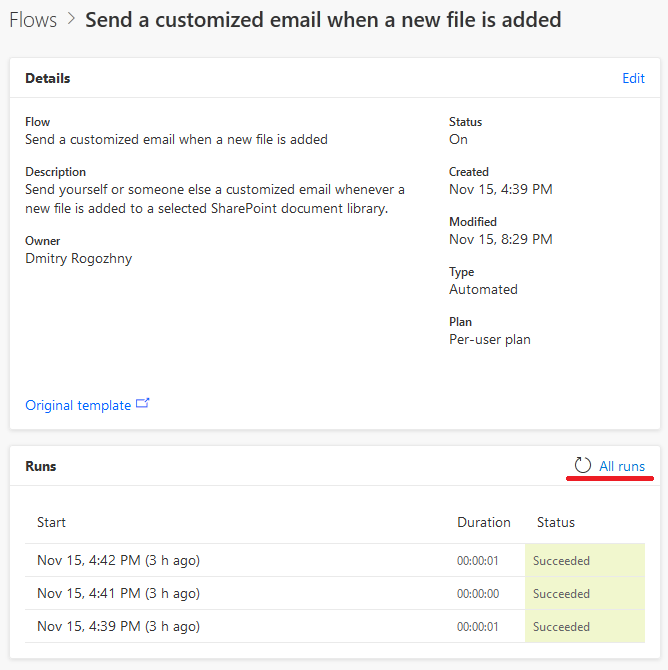 Flows > Send a customized email when a new file is added
Details
Edit
Flow
Send a customized email when a new file is added
Description
Send yourself or someone else a customized email whenever a
new file is added to a selected SharePoint document library.
Owner
Dmitry Rogozhny
Status
On
Created
Nov 15, 4:39 PM
Modified
Nov 15, 8:29 PM
Type
Automated
Plan
Per-user plan
Original template
Runs
All runs
Start Duration Status
Nov 15, 4:42 PM (3 h ago) 00:00:01 Succeeded
Nov 15, 4:41 PM (3 h ago) 00:00:00 Succeeded
Nov 15, 4:39 PM (3 h ago) 00:00:01 Succeeded